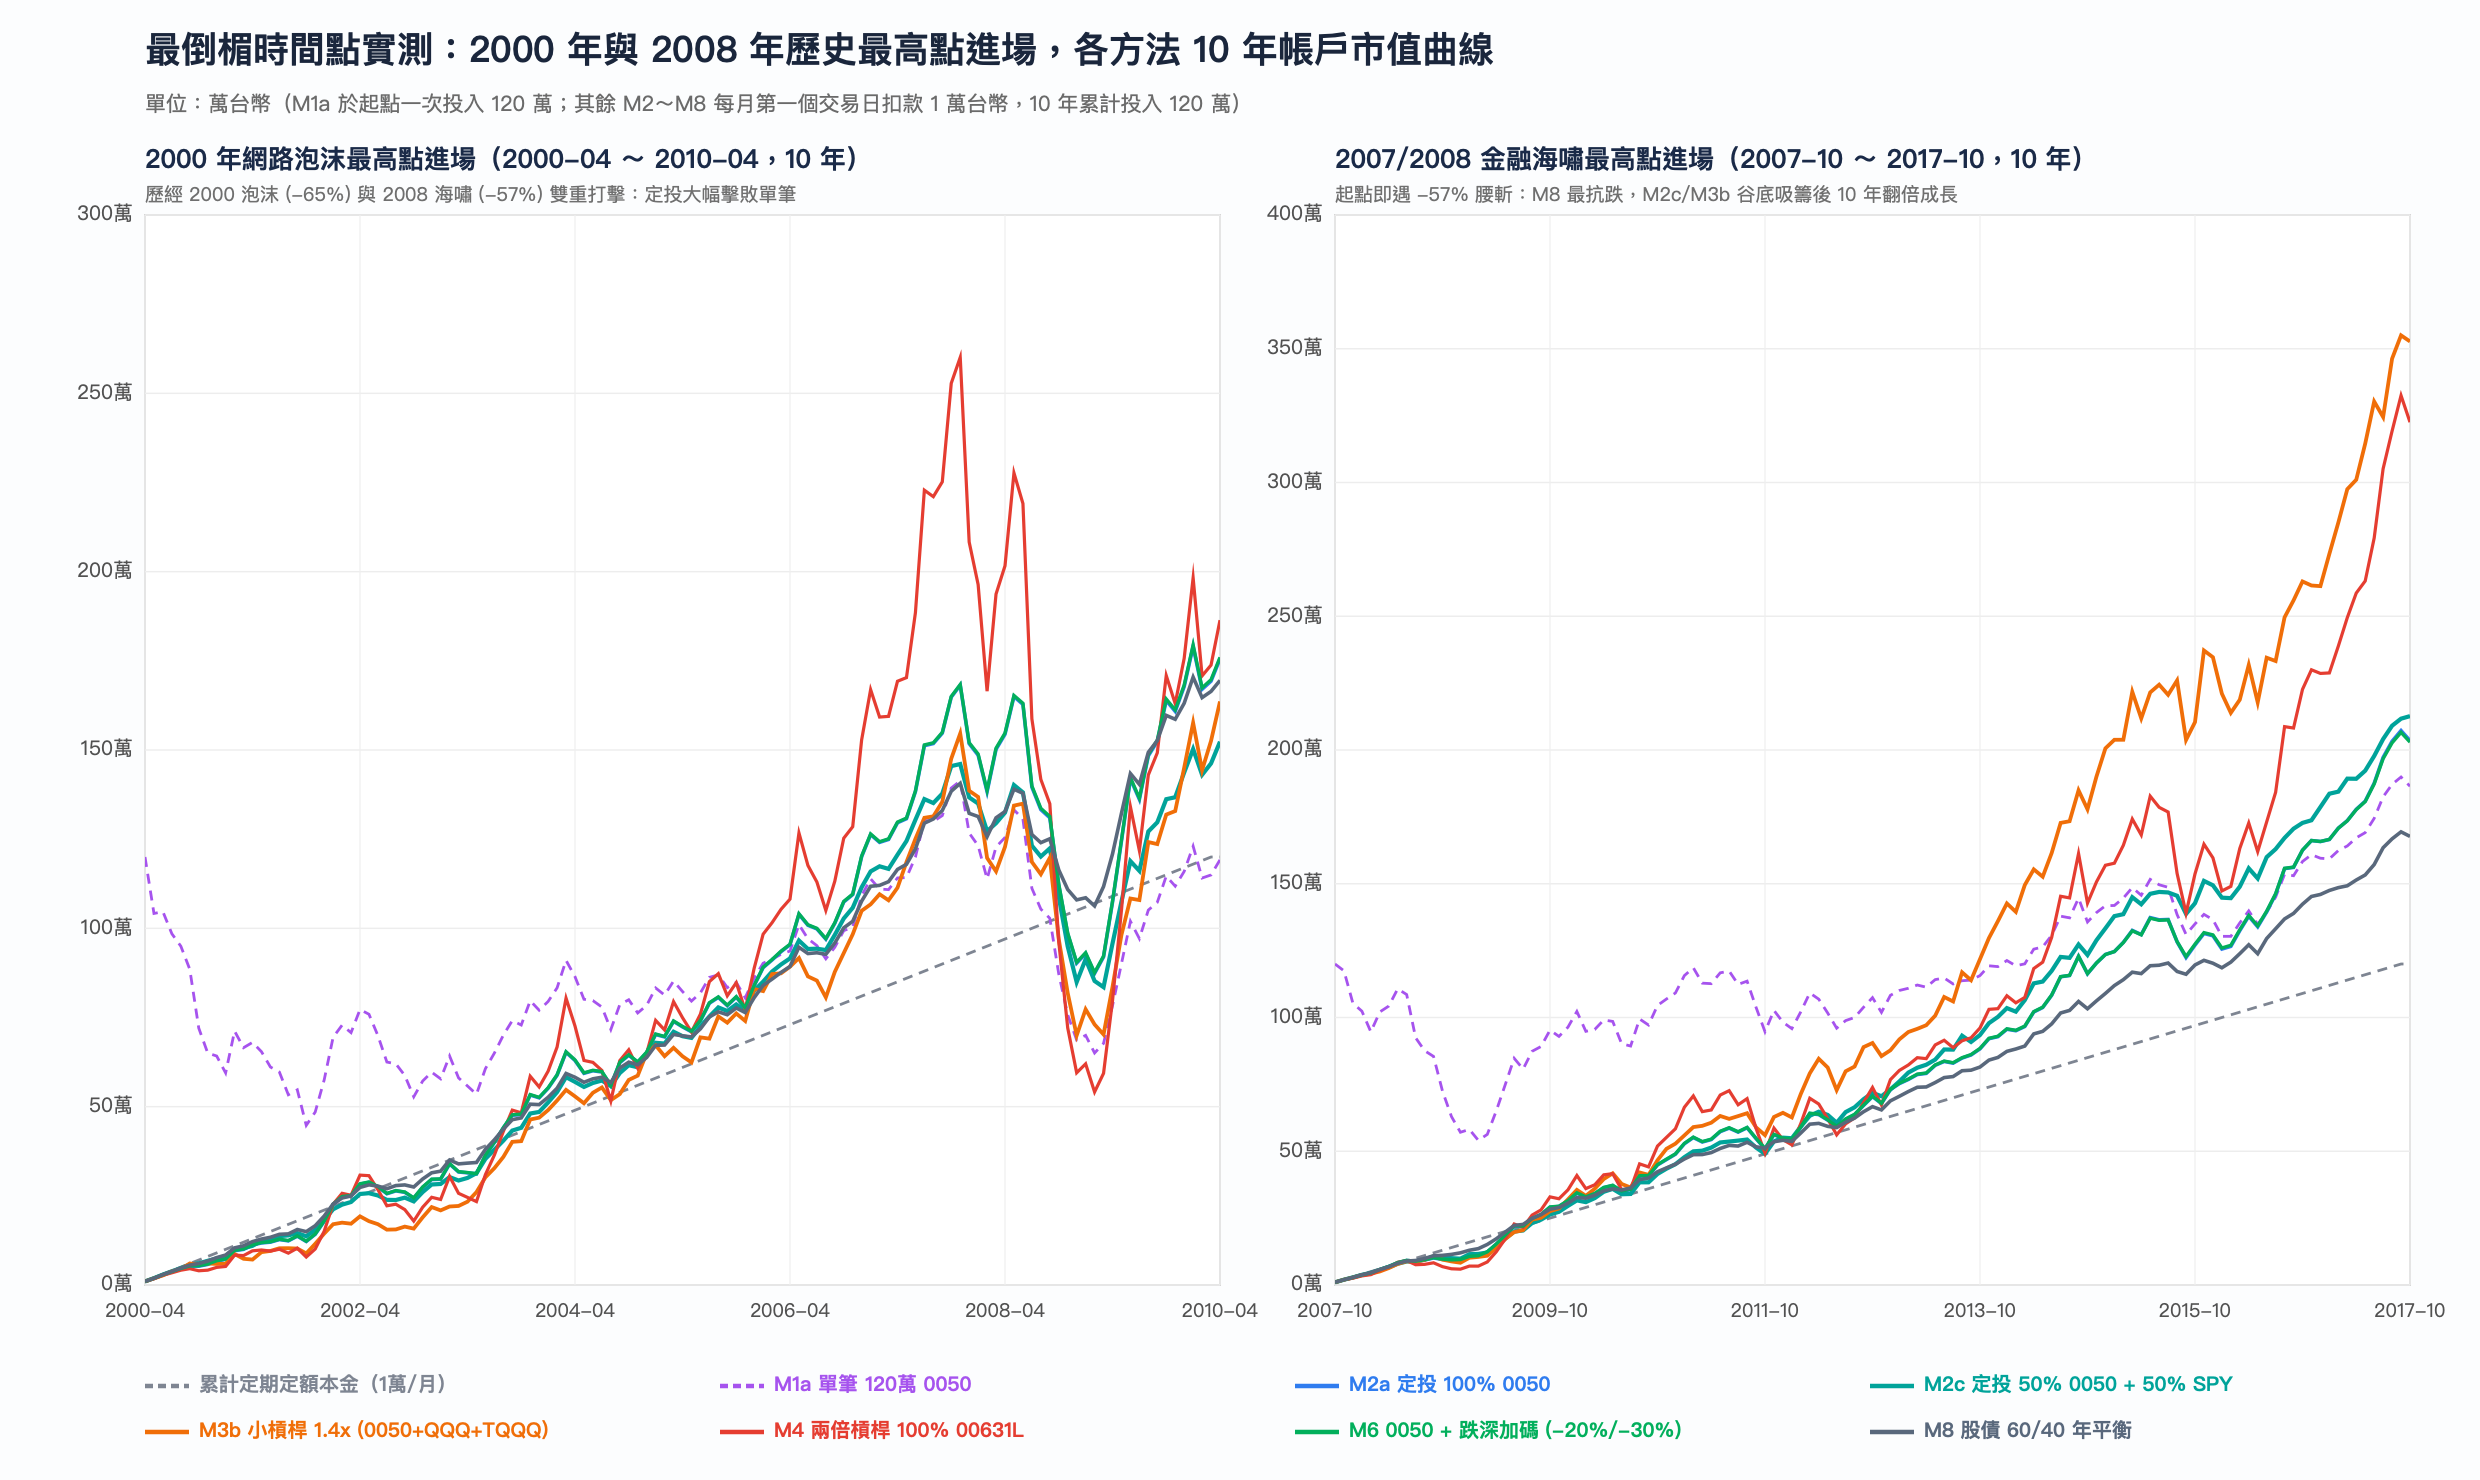 最倒楣時間點實測：2000 年與 2008 年歷史最高點進場，各方法 10 年帳戶市值曲線
單位：萬台幣（M1a 於起點一次投入 120 萬；其餘 M2～M8 每月第一個交易日扣款 1 萬台幣，10 年累計投入 120 萬）
2000 年網路泡沫最高點進場（2000–04 ～ 2010–04，10 年）
歷經 2000 泡沫 (–65%) 與 2008 海嘯 (–57%) 雙重打擊：定投大幅擊敗單筆
300萬
250萬
200萬
150萬
100萬
50萬
0萬
2000–04
2002–04
2004–04
2006–04
2008–04
2010–04
2007/2008 金融海嘯最高點進場（2007–10 ～ 2017–10，10 年）
起點即遇 –57% 腰斬：M8 最抗跌，M2c/M3b 谷底吸籌後 10 年翻倍成長
400萬
350萬
300萬
250萬
200萬
150萬
100萬
50萬
0萬
2007–10
2009–10
2011–10
2013–10
2015–10
2017–10
累計定期定額本金（1萬/月）
M1a 單筆 120萬 0050
M2a 定投 100% 0050
M2c 定投 50% 0050 + 50% SPY
M3b 小槓桿 1.4x (0050+QQQ+TQQQ)
M4 兩倍槓桿 100% 00631L
M6 0050 + 跌深加碼 (–20%/–30%)
M8 股債 60/40 年平衡